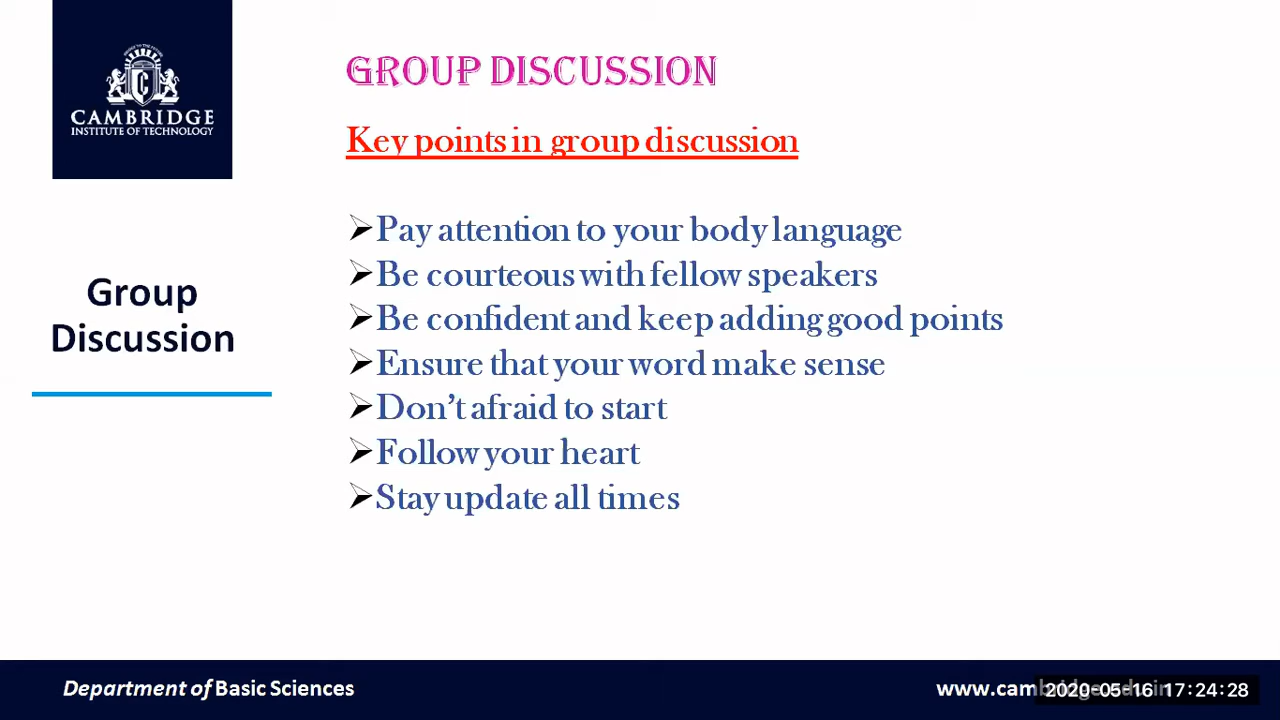 CAMBRIDGE
INSTITUTE OF TECHNOLOGY
Group
Discussion
GROUP DISCUSSION
Key points in group discussion
Pay attention to your body language
Be courteous with fellow speakers
Be confident and keep adding good points
Ensure that your word make sense
Don't afraid to start
Follow your heart
Stay update all times
Department of Basic Sciences
www.cambridge.edu.in
2020-05-16 17:24:28